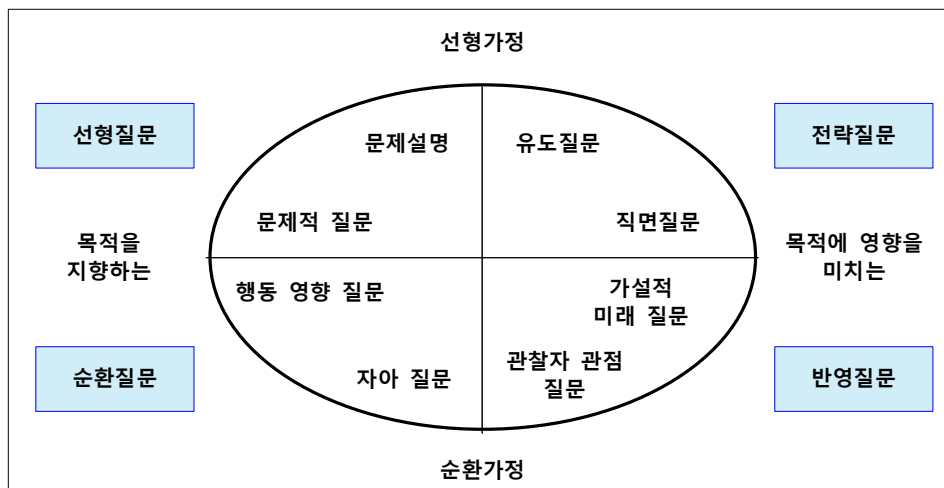 선형가정
선형질문
문제설명
유도질문
전략질문
문제적 질문
직면질문
목적을
지향하는
목적에 영향을
미치는
행동 영향 질문
가설적
미래 질문
순환질문
자아 질문
관찰자 관점
질문
반영질문
순환가정